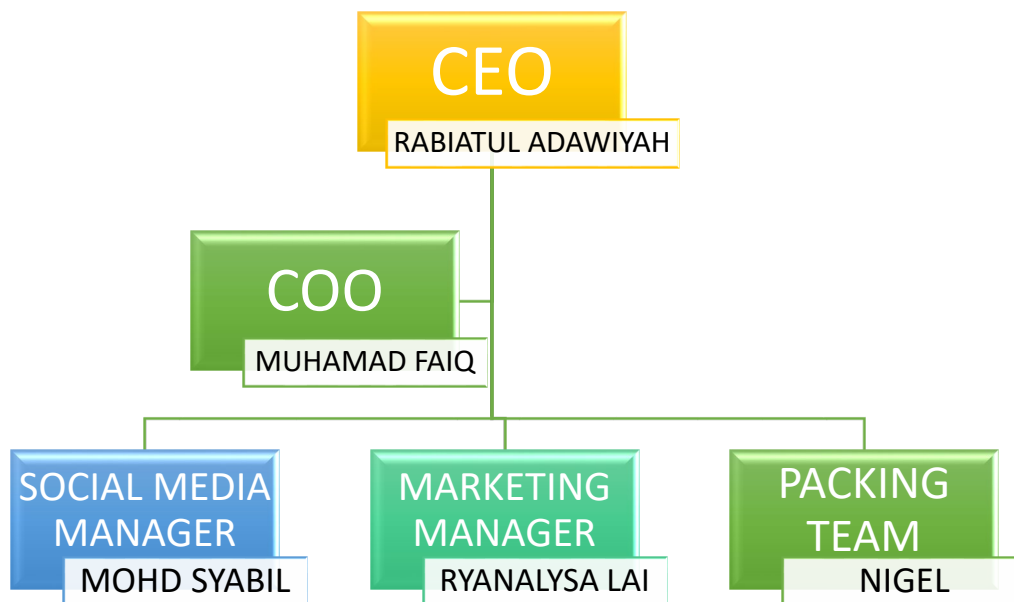 CEO
RABIATUL ADAWIYAH
COO
MUHAMAD FAIQ
SOCIAL MEDIA
MANAGER
MOHD SYABIL
MARKETING
MANAGER
RYANALYSA LAI
PACKING
TEAM
NIGEL